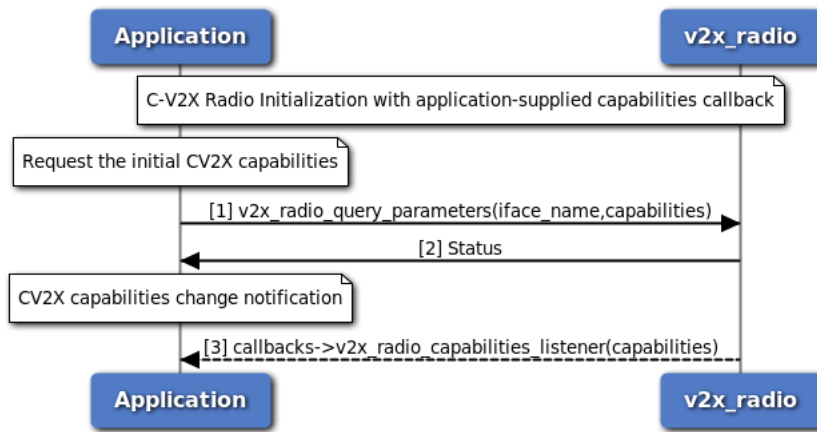 Application
v2x_radio
C-V2X Radio Initialization with application-supplied capabilities callback
Request the initial CV2X capabilities
[1] v2x_radio_query_parameters(iface_name,capabilities)
[2] Status
CV2X capabilities change notification
[3] callbacks->v2x_radio_capabilities_listener(capabilities)
Application
v2x_radio